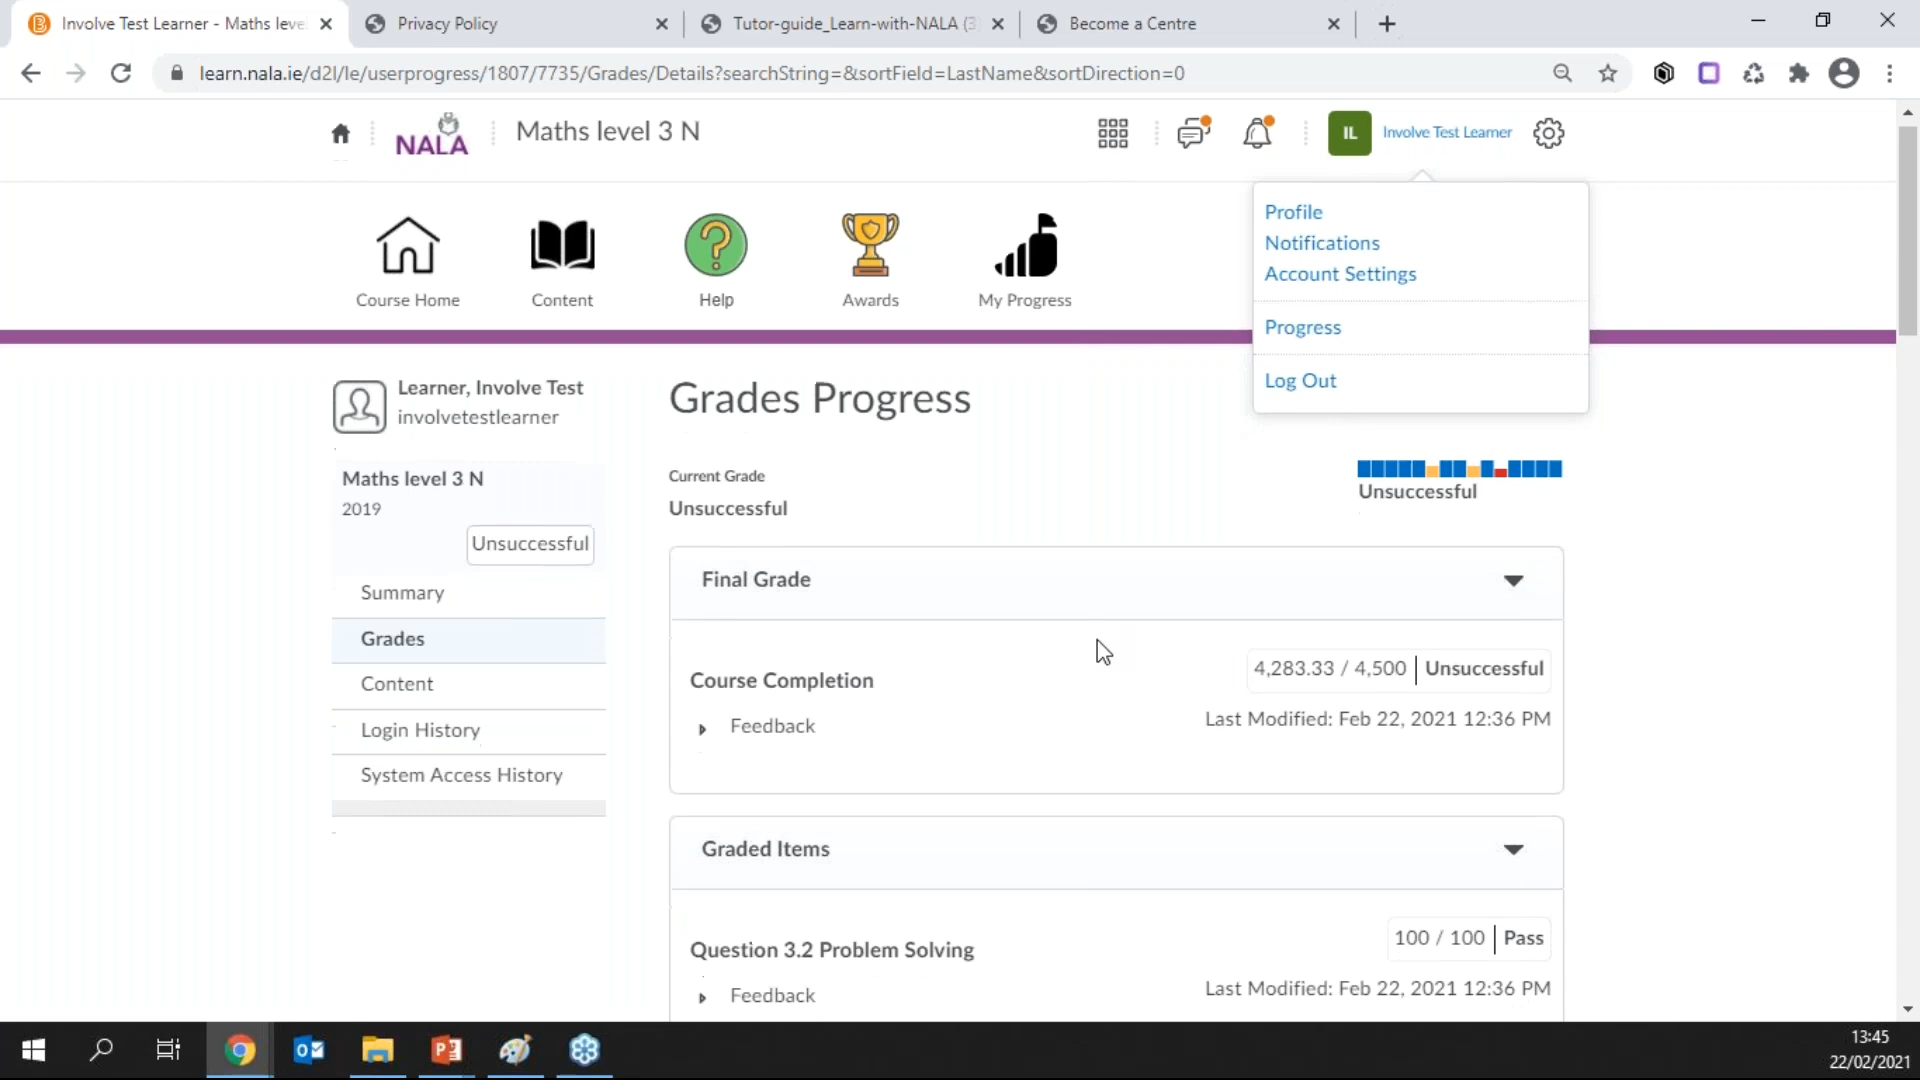 Involve Test Learner - Maths leve
Privacy Policy
Tutor-guide_Learn-with-NALA (3
Become a Centre
learn.nala.ie/d2l/le/userprogress/1807/7735/Grades/Details?searchString=&sortField=LastName&sortDirection=0
NALA
Maths level 3 N
IL
Involve Test Learner
Course Home
Content
Help
Awards
My Progress
Profile
Notifications
Account Settings
Progress
Log Out
Learner, Involve Test
involvetestlearner
Maths level 3 N
2019
Unsuccessful
Summary
Grades
Content
Login History
System Access History
Grades Progress
Current Grade
Unsuccessful
Unsuccessful
Final Grade
Course Completion
4,283.33 / 4,500 | Unsuccessful
Feedback
Last Modified: Feb 22, 2021 12:36 PM
Graded Items
Question 3.2 Problem Solving
100 / 100 | Pass
Feedback
Last Modified: Feb 22, 2021 12:36 PM
13:45
22/02/2021